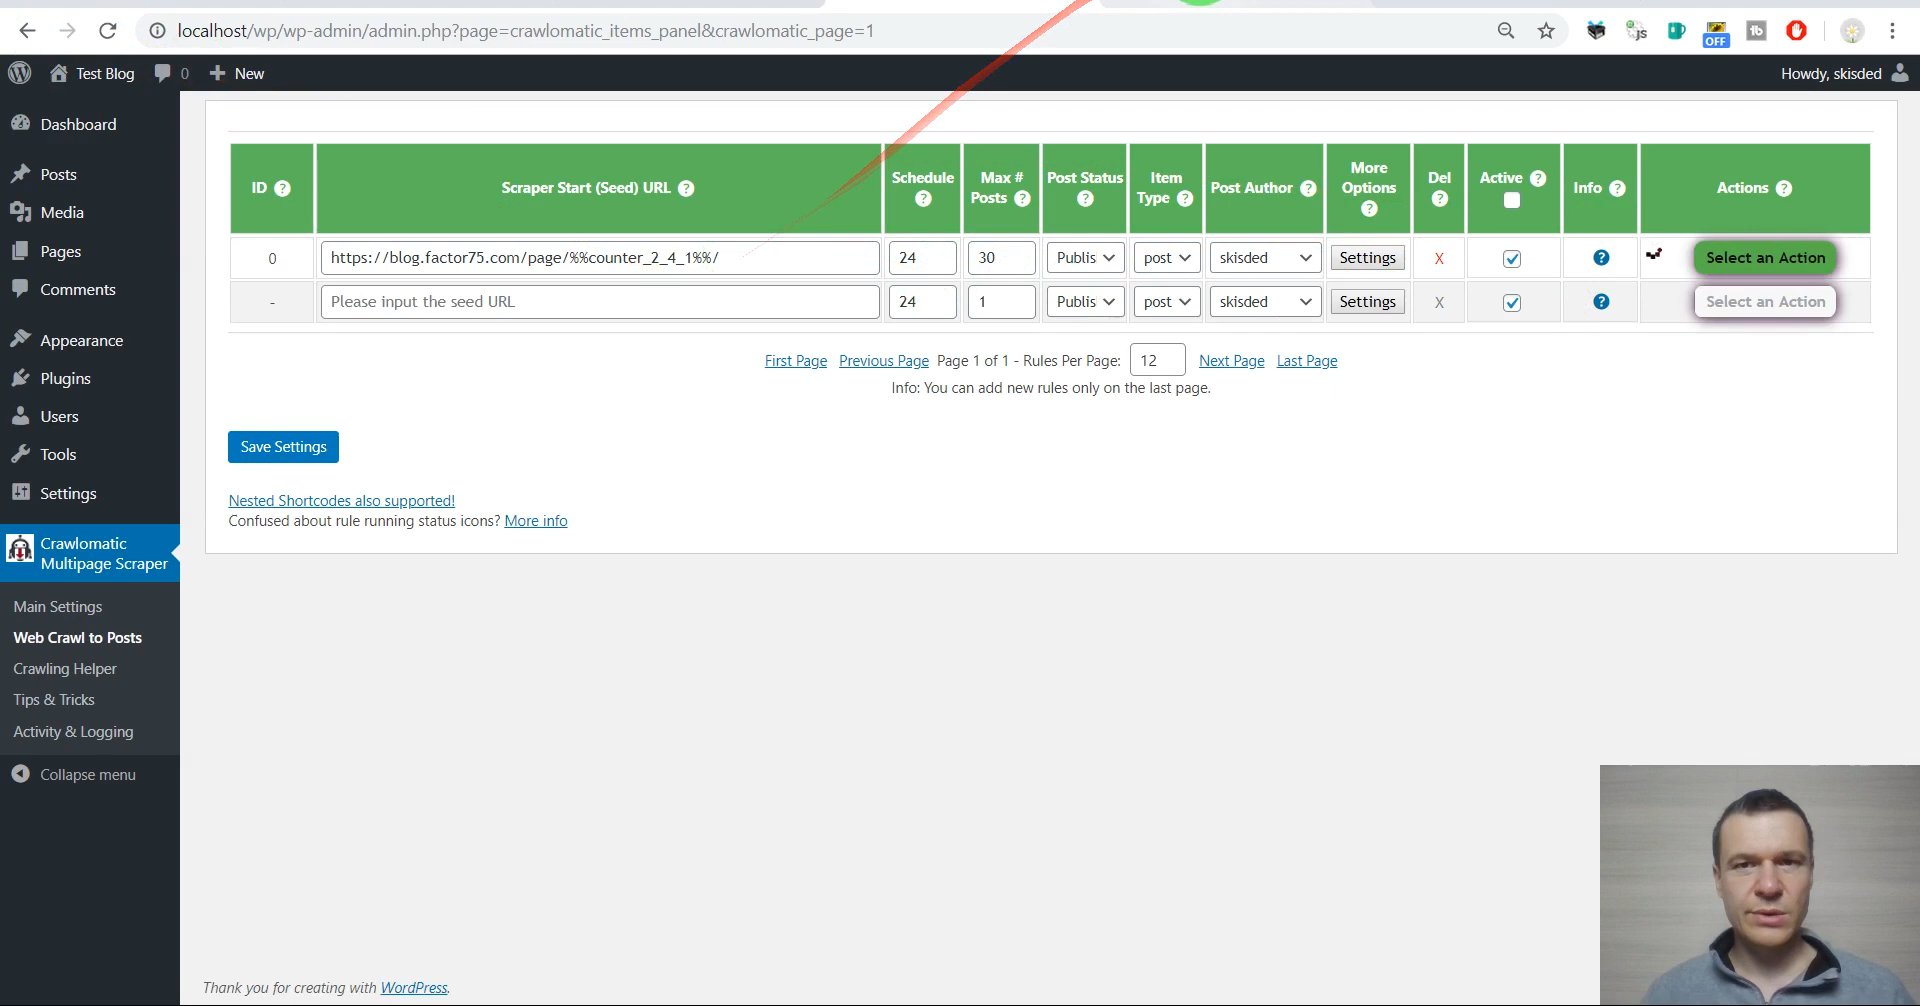 localhost/wp/wp-admin/admin.php?page=crawlomatic_items_panel&crawlomatic_page=1
JS
OFF
1b
Test Blog
0
New
Howdy, skisded
Dashboard
Posts
Media
Pages
Comments
Appearance
Plugins
Users
Tools
Settings
Crawlomatic
Multipage Scraper
Main Settings
Web Crawl to Posts
Crawling Helper
Tips & Tricks
Activity & Logging
Collapse menu
ID ?
Scraper Start (Seed) URL ?
Schedule ?
Max # Posts ?
Post Status ?
Item Type ?
Post Author ?
More Options ?
Del ?
Active ?
Info ?
Actions ?
0 https://blog.factor75.com/page/%%counter_2_4_1%%/ 24 30 Publis post skisded Settings X ? Select an Action
- Please input the seed URL 24 1 Publis post skisded Settings X ? Select an Action
First Page Previous Page Page 1 of 1 - Rules Per Page: 12 Next Page Last Page
Info: You can add new rules only on the last page.
Save Settings
Nested Shortcodes also supported!
Confused about rule running status icons? More info
Thank you for creating with WordPress.